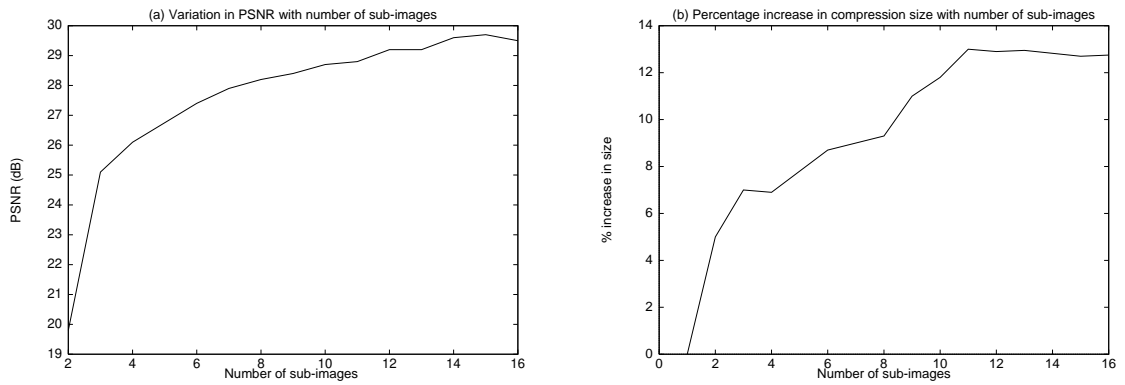 (a) Variation in PSNR with number of sub-images
30
29
28
27
26
25
24
23
22
21
20
19
PSNR (dB)
2 4 6 8 10 12 14 16
Number of sub-images
(b) Percentage increase in compression size with number of sub-images
14
12
10
8
6
4
2
0
% increase in size
0 2 4 6 8 10 12 14 16
Number of sub-images